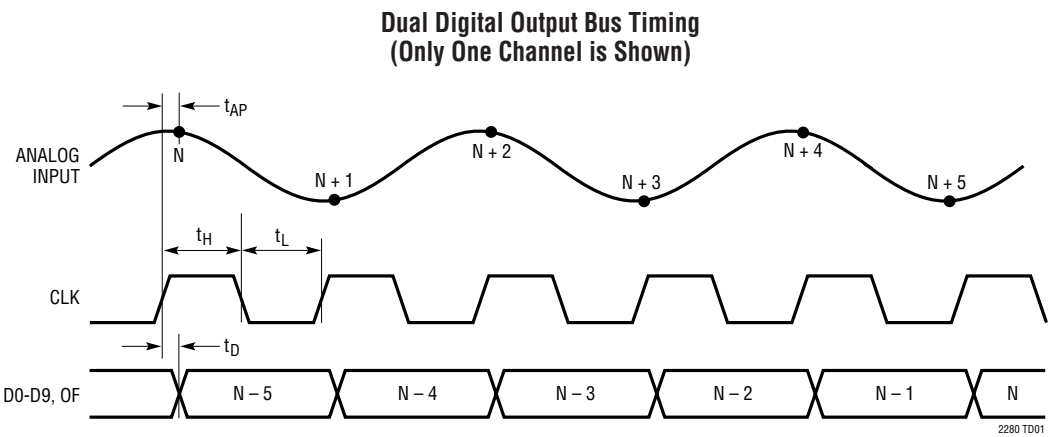 Dual Digital Output Bus Timing
(Only One Channel is Shown)
tAP
ANALOG
INPUT
N
N + 1
N + 2
N + 3
N + 4
N + 5
tH
tL
CLK
tD
D0-D9, OF
N – 5
N – 4
N – 3
N – 2
N – 1
N
2280 TD01